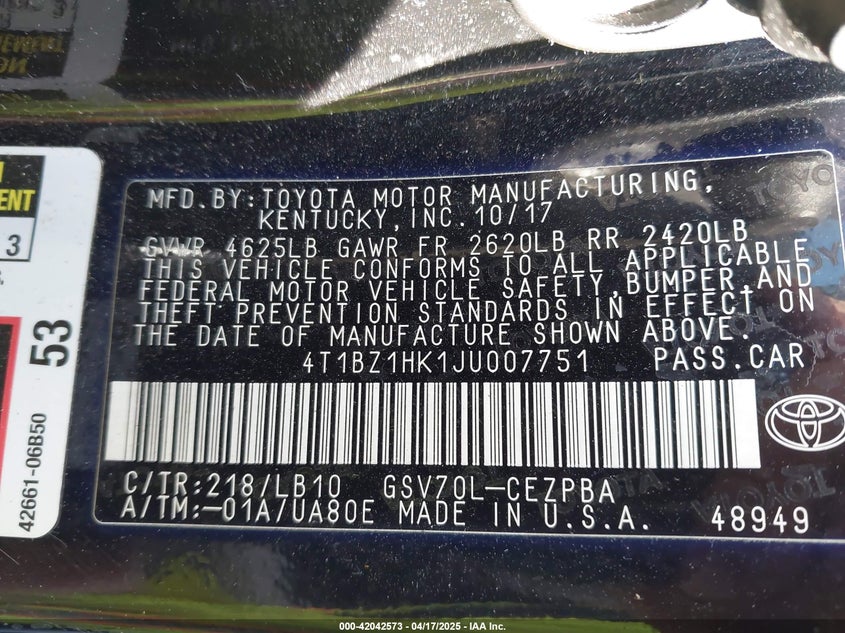 MFD. BY: TOYOTA MOTOR MANUFACTURING,
KENTUCKY, INC. 10/17
GVWR 4625LB GAWR FR 2620LB RR 2420LB
THIS VEHICLE CONFORMS TO ALL APPLICABLE
FEDERAL MOTOR VEHICLE SAFETY, BUMPER, AND
THEFT PREVENTION STANDARDS IN EFFECT ON
THE DATE OF MANUFACTURE SHOWN ABOVE.
4T1BZ1HK1JU007751 PASS. CAR
C/TR: 218/LB10 GSV70L-CEZPBA
A/TM: -01A/UA80E MADE IN U.S.A. 48949
3
53
42661-06B50
TOYOTA
000-42042573 - 04/17/2025 - IAA Inc.